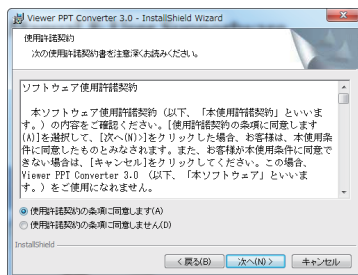 Viewer PPT Converter 3.0 - InstallShield Wizard
使用許諾契約
次の使用許諾契約書を注意深くお読みください。
ソフトウェア使用許諾契約
本ソフトウェア使用許諾契約（以下、「本使用許諾契約」といいま
す。）の内容をご確認ください。[使用許諾契約の条項に同意します
(A)]を選択して、[次へ(N)>]をクリックした場合、お客様は、本使用条
件に同意したものとみなされます。また、お客様が本使用条件に同意で
きない場合は、[キャンセル]をクリックしてください。この場合、
Viewer PPT Converter 3.0 （以下、「本ソフトウェア」といいま
す。）をご使用になれません。
使用許諾契約の条項に同意します(A)
使用許諾契約の条項に同意しません(D)
InstallShield
< 戻る(B)
次へ(N) >
キャンセル